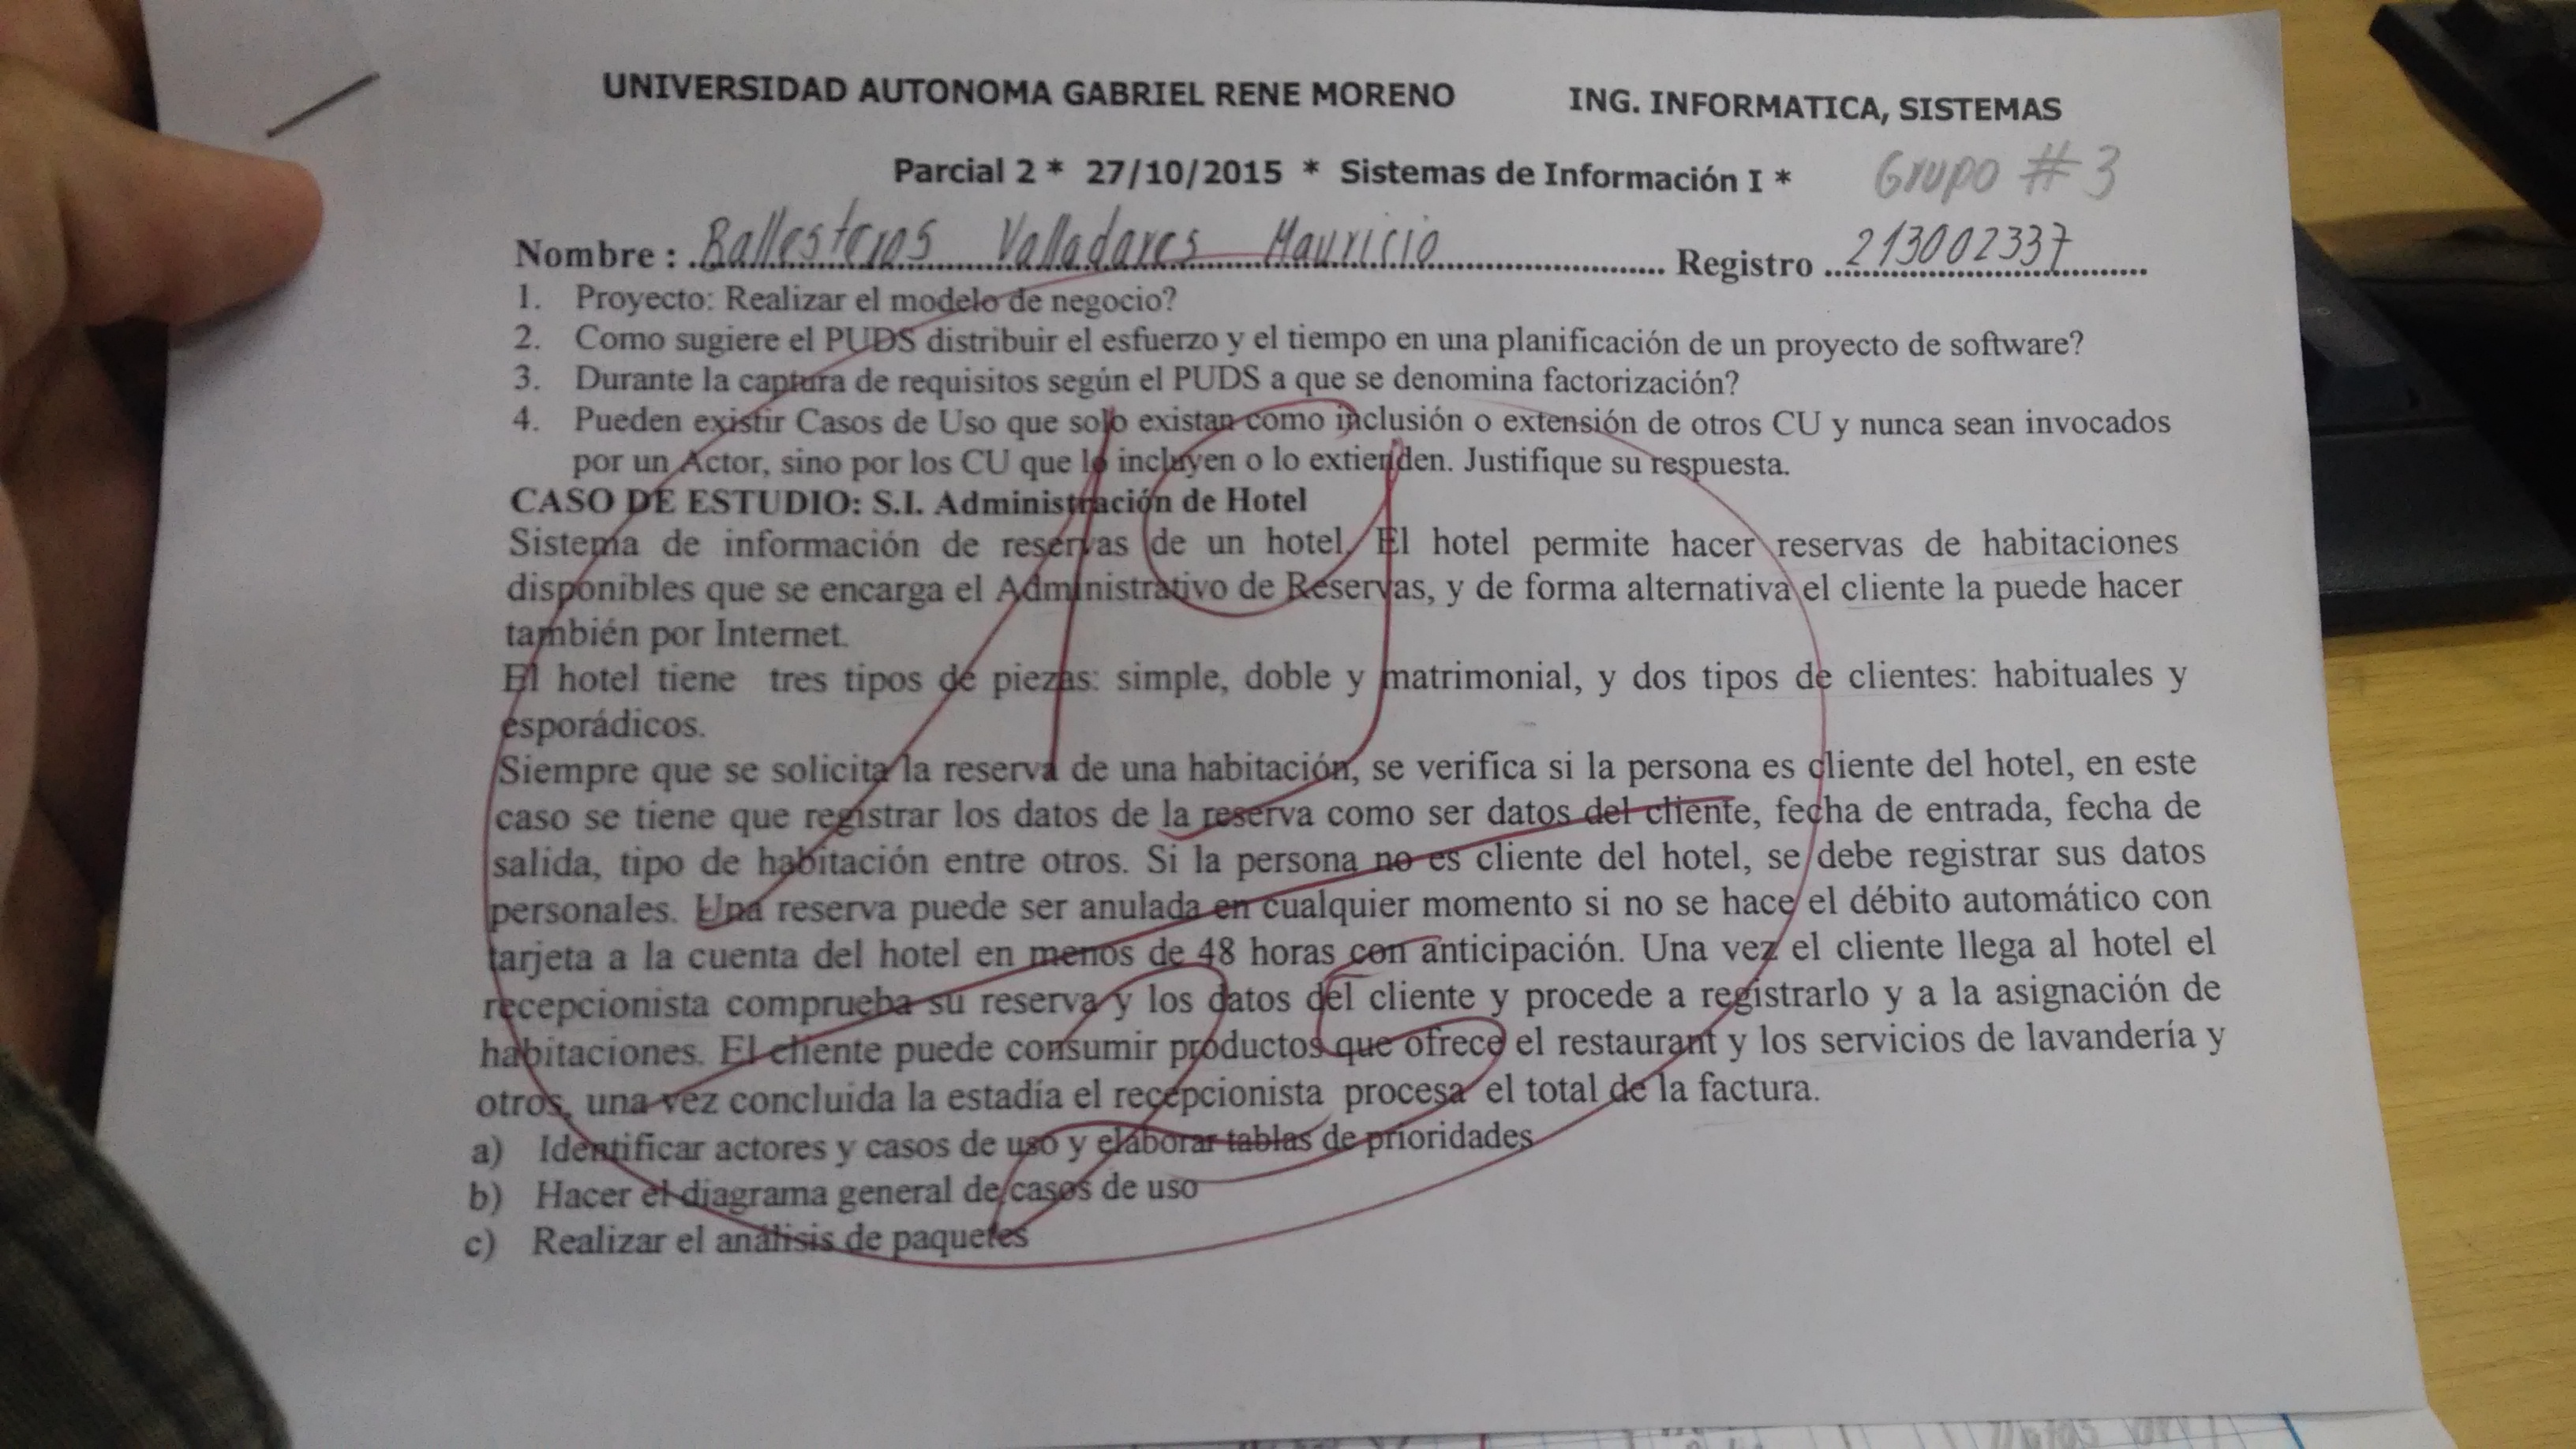 UNIVERSIDAD AUTONOMA GABRIEL RENE MORENO ING. INFORMATICA, SISTEMAS
Parcial 2 * 27/10/2015 * Sistemas de Información I * Grupo #3
Nombre : Ballesteros Valladares Mauricio Registro 213002337
1. Proyecto: Realizar el modelo de negocio?
2. Como sugiere el PUDS distribuir el esfuerzo y el tiempo en una planificación de un proyecto de software?
3. Durante la captura de requisitos según el PUDS a que se denomina factorización?
4. Pueden existir Casos de Uso que solo existan como inclusión o extensión de otros CU y nunca sean invocados
por un Actor, sino por los CU que lo incluyen o lo extienden. Justifique su respuesta.
CASO DE ESTUDIO: S.I. Administración de Hotel
Sistema de información de reservas de un hotel. El hotel permite hacer reservas de habitaciones
disponibles que se encarga el Administrativo de Reservas, y de forma alternativa el cliente la puede hacer
también por Internet.
El hotel tiene tres tipos de piezas: simple, doble y matrimonial, y dos tipos de clientes: habituales y
esporádicos.
Siempre que se solicita la reserva de una habitación, se verifica si la persona es cliente del hotel, en este
caso se tiene que registrar los datos de la reserva como ser datos del cliente, fecha de entrada, fecha de
salida, tipo de habitación entre otros. Si la persona no es cliente del hotel, se debe registrar sus datos
personales. Una reserva puede ser anulada en cualquier momento si no se hace el débito automático con
tarjeta a la cuenta del hotel en menos de 48 horas con anticipación. Una vez el cliente llega al hotel el
recepcionista comprueba su reserva y los datos del cliente y procede a registrarlo y a la asignación de
habitaciones. El cliente puede consumir productos que ofrece el restaurant y los servicios de lavandería y
otros, una vez concluida la estadía el recepcionista procesa el total de la factura.
a) Identificar actores y casos de uso y elaborar tablas de prioridades
b) Hacer el diagrama general de casos de uso
c) Realizar el análisis de paquetes